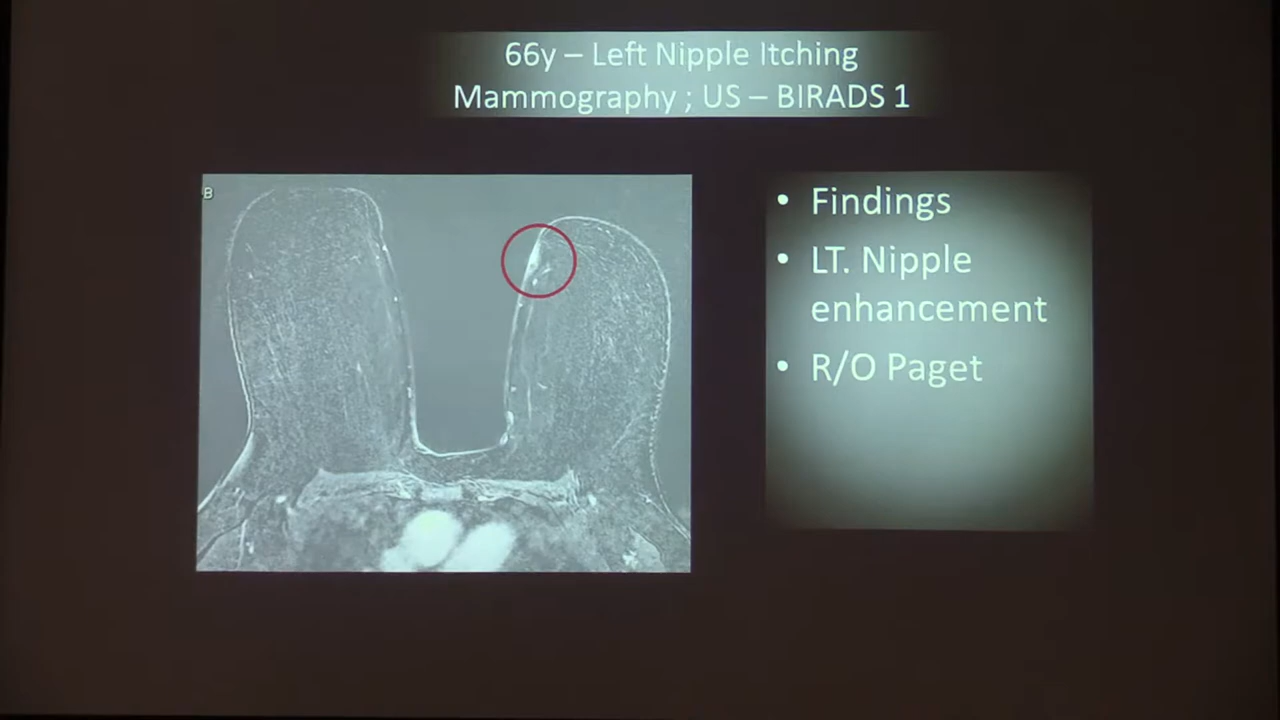 66y – Left Nipple Itching
Mammography ; US – BIRADS 1
B
• Findings
• LT. Nipple
enhancement
• R/O Paget